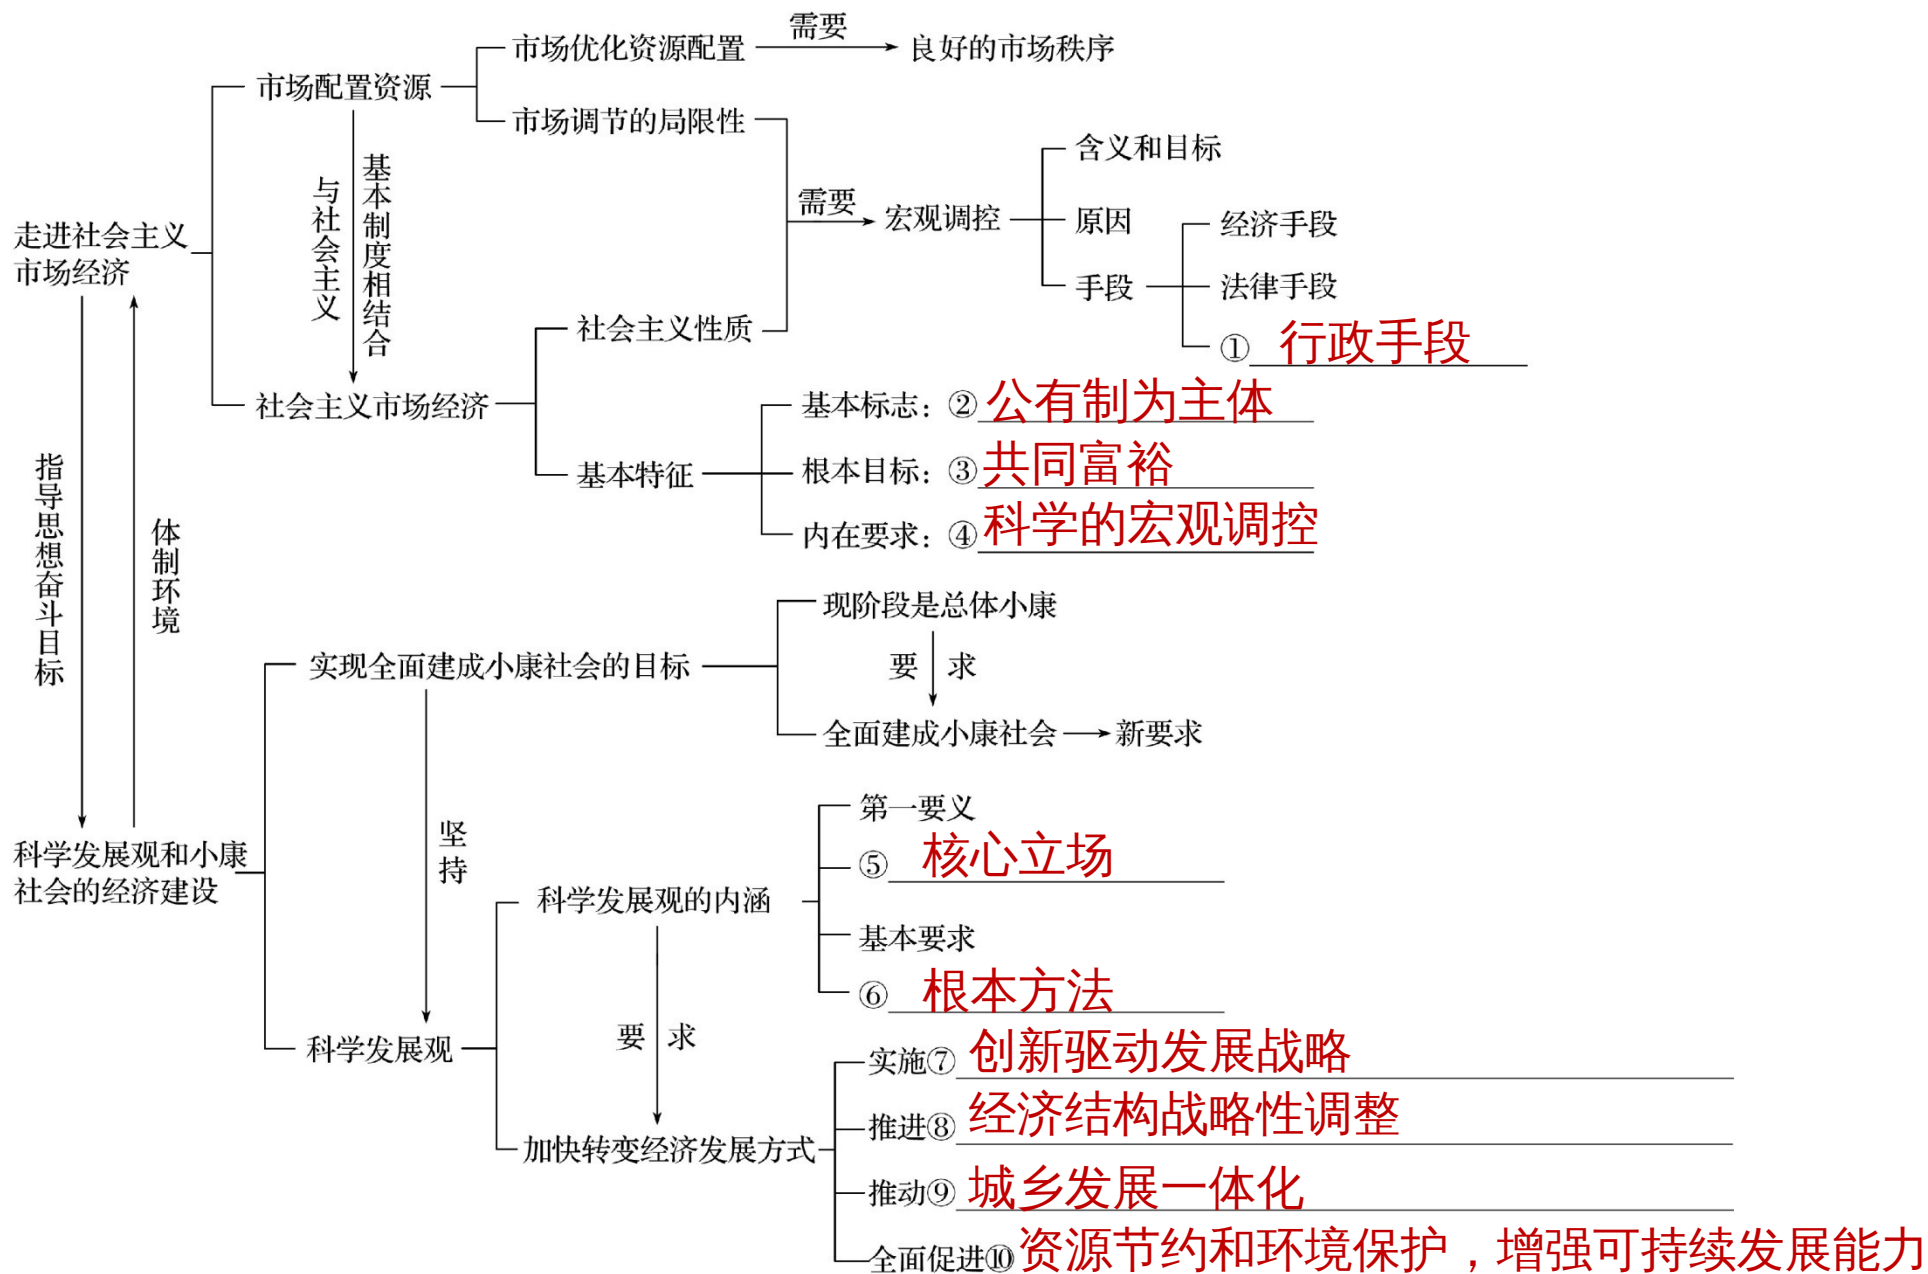 需要
市场优化资源配置
良好的市场秩序
市场配置资源
市场调节的局限性
含义和目标
与社会主义
基本制度相结合
需要
宏观调控
原因
经济手段
走进社会主义
市场经济
手段
法律手段
社会主义性质
① 行政手段
社会主义市场经济
基本标志：② 公有制为主体
基本特征
根本目标：③ 共同富裕
内在要求：④ 科学的宏观调控
指导思想奋斗目标
体制环境
现阶段是总体小康
实现全面建成小康社会的目标
要求
全面建成小康社会
新要求
第一要义
科学发展观和小康
社会的经济建设
坚持
⑤ 核心立场
科学发展观的内涵
基本要求
⑥ 根本方法
要求
科学发展观
实施⑦ 创新驱动发展战略
推进⑧ 经济结构战略性调整
加快转变经济发展方式
推动⑨ 城乡发展一体化
全面促进⑩ 资源节约和环境保护，增强可持续发展能力